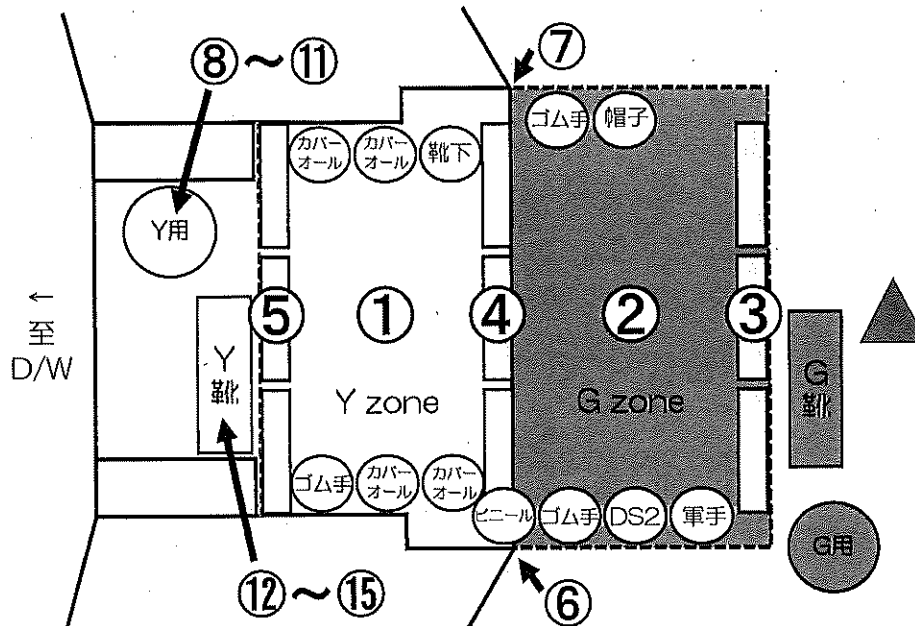 ⑧～⑪
⑦
ゴム手
帽子
カバー
オール
カバー
オール
靴下
Y用
←
至
D/W
⑤
①
④
②
③
Y
靴
Y zone
G zone
G
靴
ゴム手
カバー
オール
カバー
オール
ビニール
ゴム手
DS2
軍手
G用
⑫～⑮
⑥